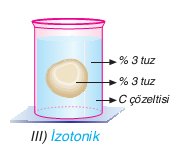 % 3 tuz
% 3 tuz
C çözeltisi
III) İzotonik